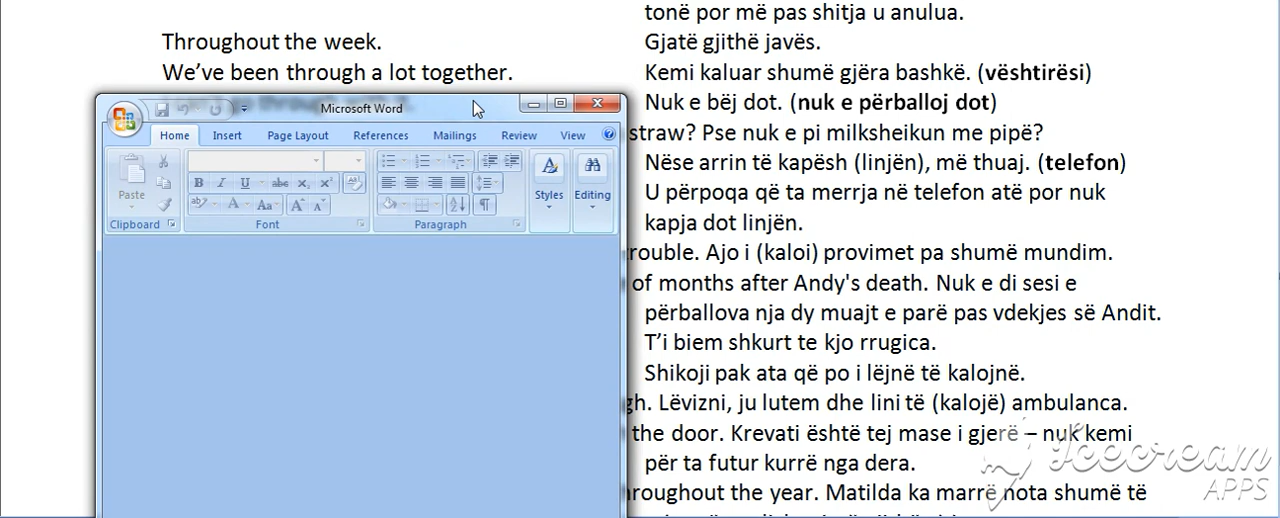 tonë por më pas shitja u anulua.
Throughout the week. Gjatë gjithë javës.
We've been through a lot together. Kemi kaluar shumë gjëra bashkë. (vështirësi)
Nuk e bëj dot. (nuk e përballoj dot)
straw? Pse nuk e pi milksheikun me pipë?
Nëse arrin të kapësh (linjën), më thuaj. (telefon)
U përpoqa që ta merrja në telefon atë por nuk
kapja dot linjën.
rouble. Ajo i (kaloi) provimet pa shumë mundim.
of months after Andy's death. Nuk e di sesi e
përballova nja dy muajt e parë pas vdekjes së Andit.
T'i biem shkurt te kjo rrugica.
Shikoji pak ata që po i lëjnë të kalojnë.
gh. Lëvizni, ju lutem dhe lini të (kalojë) ambulanca.
the door. Krevati është tej mase i gjerë – nuk kemi
për ta futur kurrë nga dera.
hroughout the year. Matilda ka marrë nota shumë të
Microsoft Word
Home Insert Page Layout References Mailings Review View
Paste
Styles
Editing
B I U abc x₂ x²
ab A Aa A A
Clipboard Font Paragraph
Icecream
APPS